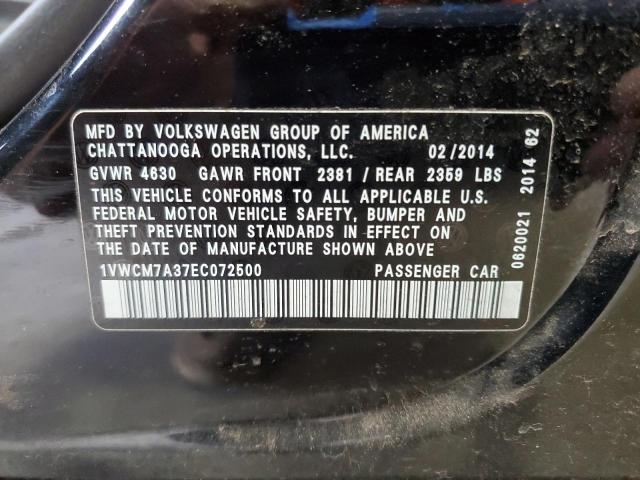 MFD BY VOLKSWAGEN GROUP OF AMERICA
CHATTANOOGA OPERATIONS, LLC. 02/2014
GVWR 4630 GAWR FRONT 2381 / REAR 2359 LBS
THIS VEHICLE CONFORMS TO ALL APPLICABLE U.S.
FEDERAL MOTOR VEHICLE SAFETY, BUMPER AND
THEFT PREVENTION STANDARDS IN EFFECT ON
THE DATE OF MANUFACTURE SHOWN ABOVE
1VWCM7A37EC072500 PASSENGER CAR
0620021 2014 62